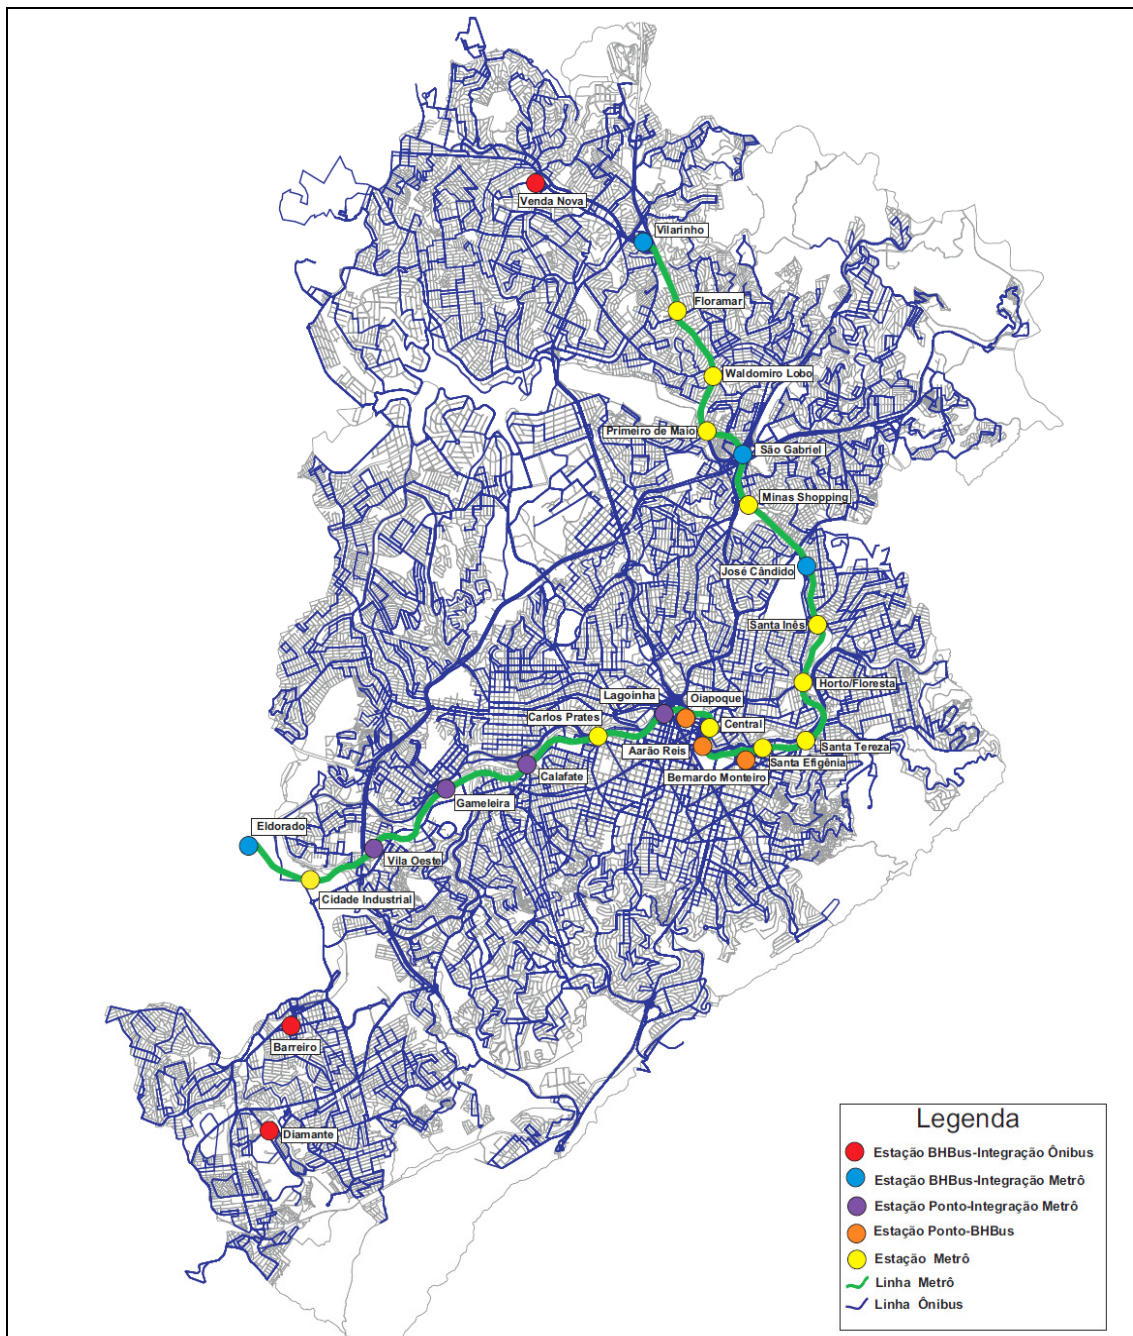 Venda Nova
Vilarinho
Floramar
Waldomiro Lobo
Primeiro de Maio
São Gabriel
Minas Shopping
José Cândido
Santa Inês
Horto/Floresta
Lagoinha
Oiapoque
Carlos Prates
Central
Aarão Reis
Santa Tereza
Santa Efigênia
Bernardo Monteiro
Calafate
Gameleira
Eldorado
Vila Oeste
Cidade Industrial
Barreiro
Diamante
Legenda
Estação BHBus-Integração Ônibus
Estação BHBus-Integração Metrô
Estação Ponto-Integração Metrô
Estação Ponto-BHBus
Estação Metrô
Linha Metrô
Linha Ônibus